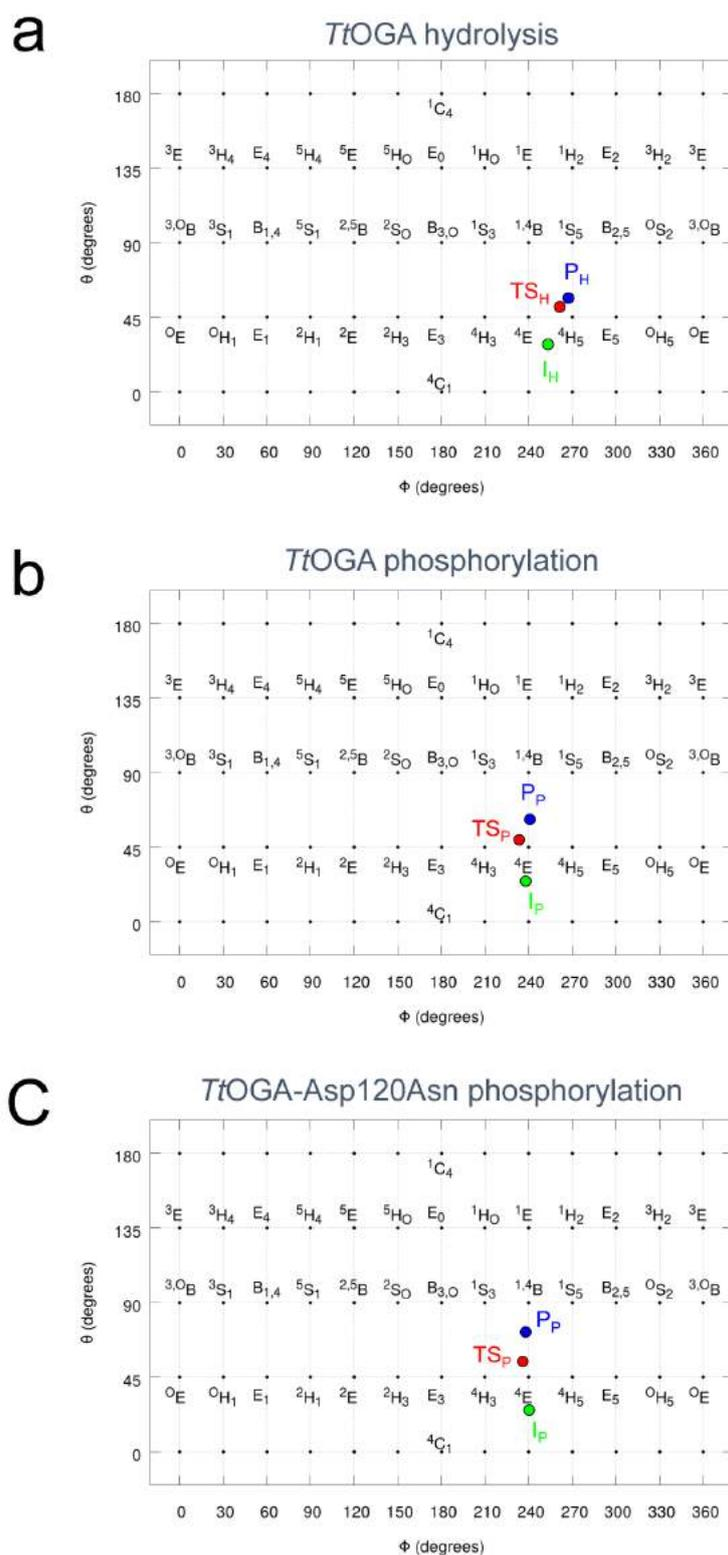 a
TtOGA hydrolysis
180
¹C₄
³E ³H₄ E₄ ⁵H₄ ⁵E ⁵Hₒ E₀ ¹Hₒ ¹E ¹H₂ E₂ ³H₂ ³E
135
³,ᴼB ³S₁ B₁,₄ ⁵S₁ ²,⁵B ²Sₒ B₃,ₒ ¹S₃ ¹,⁴B ¹S₅ B₂,₅ ᴼS₂ ³,ᴼB
90
θ (degrees)
P_H
TS_H
45
ᴼE ᴼH₁ E₁ ²H₁ ²E ²H₃ E₃ ⁴H₃ ⁴E ⁴H₅ E₅ ᴼH₅ ᴼE
I_H
⁴C₁
0
0 30 60 90 120 150 180 210 240 270 300 330 360
Φ (degrees)
b
TtOGA phosphorylation
180
¹C₄
³E ³H₄ E₄ ⁵H₄ ⁵E ⁵Hₒ E₀ ¹Hₒ ¹E ¹H₂ E₂ ³H₂ ³E
135
³,ᴼB ³S₁ B₁,₄ ⁵S₁ ²,⁵B ²Sₒ B₃,ₒ ¹S₃ ¹,⁴B ¹S₅ B₂,₅ ᴼS₂ ³,ᴼB
90
θ (degrees)
P_P
TS_P
45
ᴼE ᴼH₁ E₁ ²H₁ ²E ²H₃ E₃ ⁴H₃ ⁴E ⁴H₅ E₅ ᴼH₅ ᴼE
I_P
⁴C₁
0
0 30 60 90 120 150 180 210 240 270 300 330 360
Φ (degrees)
C
TtOGA-Asp120Asn phosphorylation
180
¹C₄
³E ³H₄ E₄ ⁵H₄ ⁵E ⁵Hₒ E₀ ¹Hₒ ¹E ¹H₂ E₂ ³H₂ ³E
135
³,ᴼB ³S₁ B₁,₄ ⁵S₁ ²,⁵B ²Sₒ B₃,ₒ ¹S₃ ¹,⁴B ¹S₅ B₂,₅ ᴼS₂ ³,ᴼB
90
θ (degrees)
P_P
TS_P
45
ᴼE ᴼH₁ E₁ ²H₁ ²E ²H₃ E₃ ⁴H₃ ⁴E ⁴H₅ E₅ ᴼH₅ ᴼE
I_P
⁴C₁
0
0 30 60 90 120 150 180 210 240 270 300 330 360
Φ (degrees)